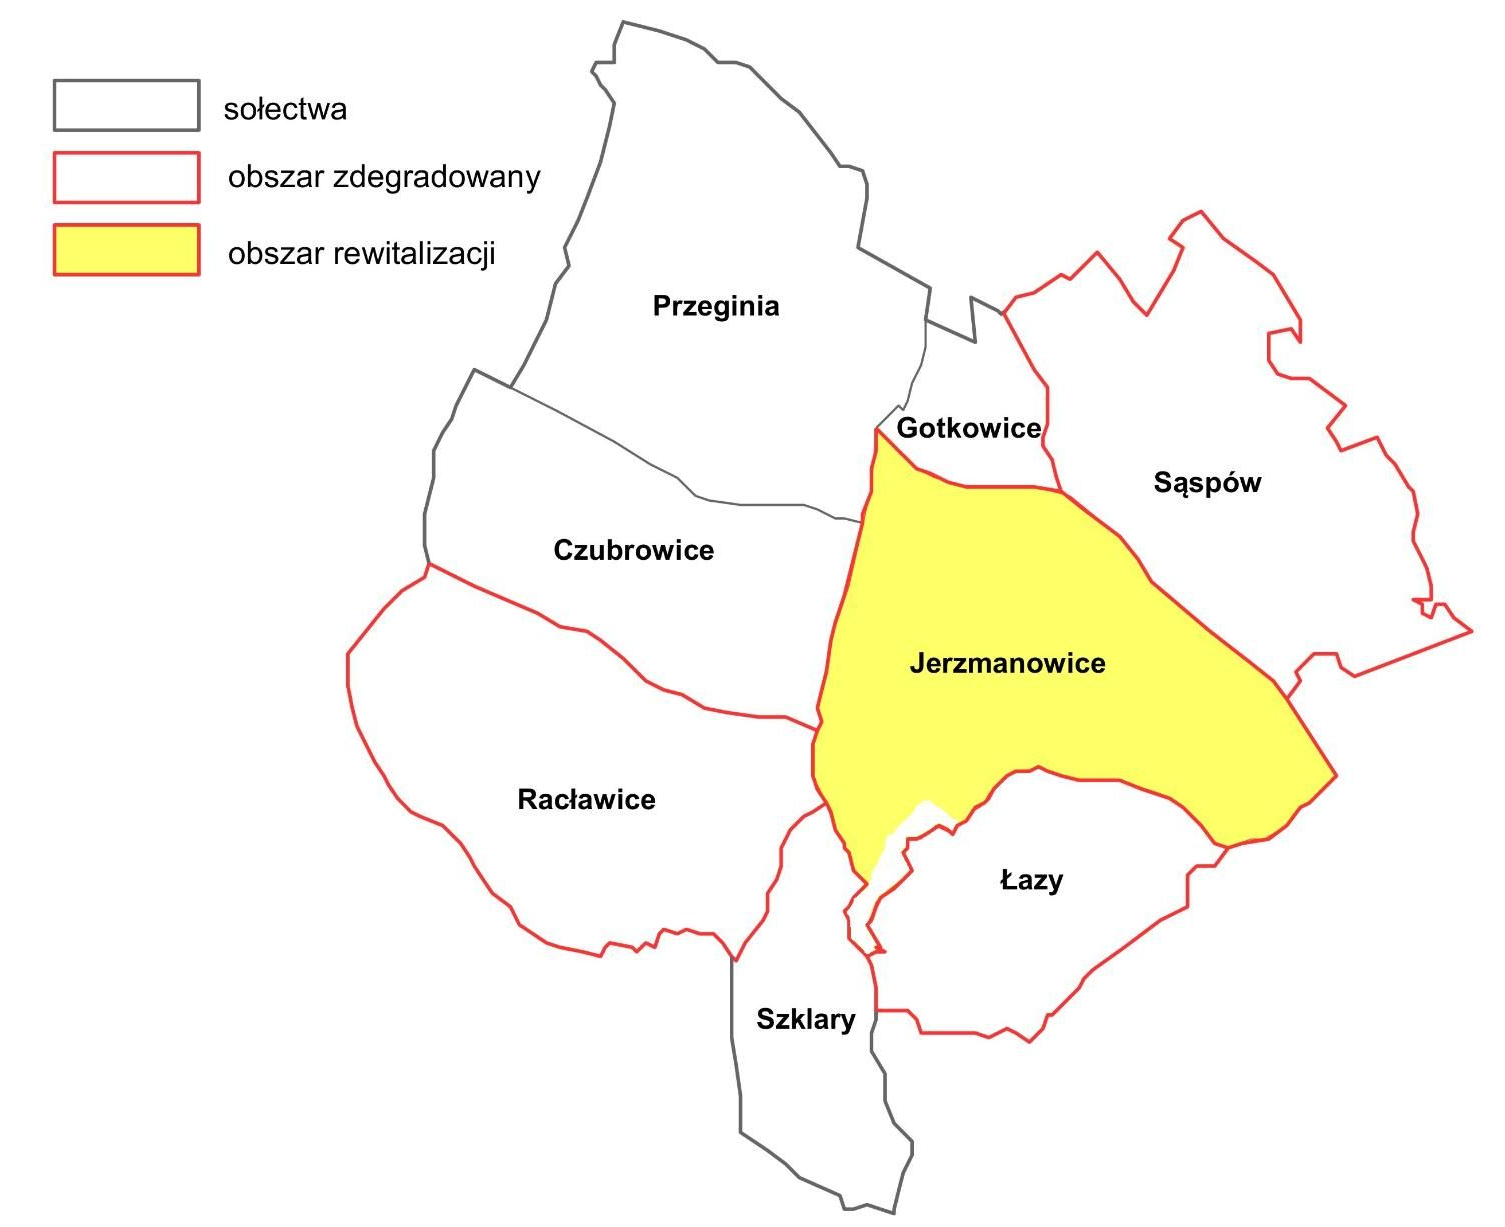 sołectwa
obszar zdegradowany
obszar rewitalizacji
Przeginia
Gotkowice
Sąspów
Czubrowice
Jerzmanowice
Racławice
Łazy
Szklary